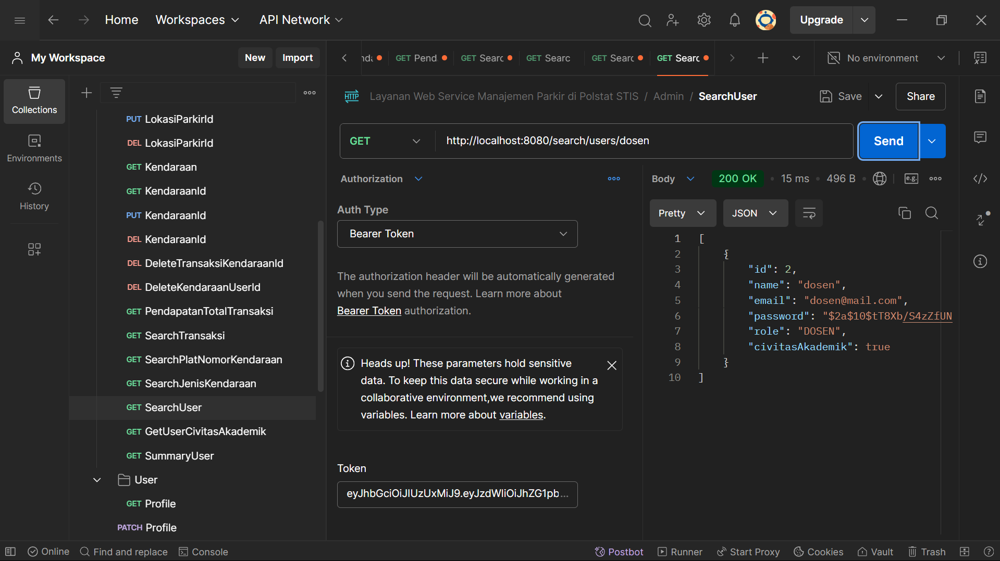 Home Workspaces API Network Upgrade
My Workspace New Import
GET Pend GET Searc GET Searc GET Searc GET Searc No environment
Collections
Environments
History
PUT LokasiParkirId
DEL LokasiParkirId
GET Kendaraan
GET KendaraanId
PUT KendaraanId
DEL KendaraanId
DEL DeleteTransaksiKendaraanId
DEL DeleteKendaraanUserId
GET PendapatanTotalTransaksi
GET SearchTransaksi
GET SearchPlatNomorKendaraan
GET SearchJenisKendaraan
GET SearchUser
GET GetUserCivitasAkademik
GET SummaryUser
User
GET Profile
PATCH Profile
HTTP Layanan Web Service Manajemen Parkir di Polstat STIS / Admin / SearchUser Save Share
GET http://localhost:8080/search/users/dosen Send
Authorization
Auth Type
Bearer Token
The authorization header will be automatically generated
when you send the request. Learn more about
Bearer Token authorization.
Heads up! These parameters hold sensitive
data. To keep this data secure while working in a
collaborative environment,we recommend using
variables. Learn more about variables.
Token
eyJhbGciOiJIUzUxMiJ9.eyJzdWIiOiJhZG1pb...
Body 200 OK • 15 ms • 496 B • e.g.
Pretty JSON
1 [
2 {
3 "id": 2,
4 "name": "dosen",
5 "email": "dosen@mail.com",
6 "password": "$2a$10$tT8Xb/S4zZfUN
7 "role": "DOSEN",
8 "civitasAkademik": true
9 }
10 ]
Online Find and replace Console Postbot Runner Start Proxy Cookies Vault Trash